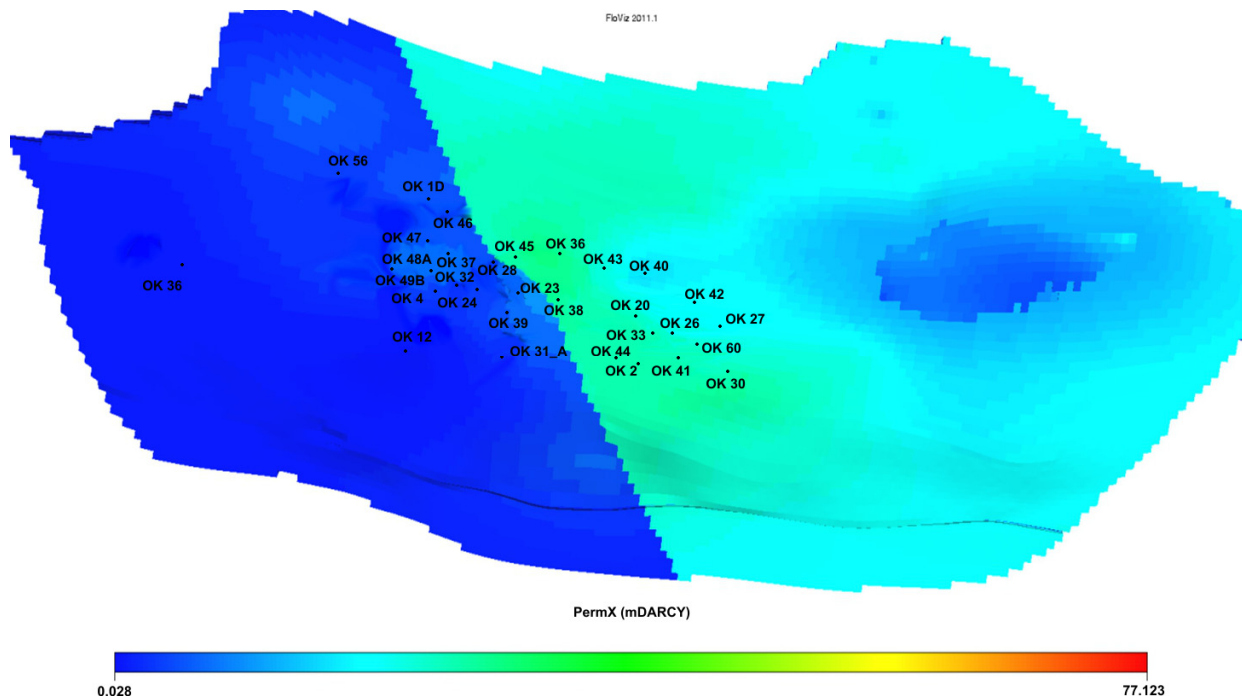 FloViz 2011.1
OK 56
OK 1D
OK 46
OK 47
OK 45
OK 36
OK 48A
OK 37
OK 43
OK 28
OK 40
OK 36
OK 49B
OK 32
OK 23
OK 4
OK 24
OK 42
OK 20
OK 38
OK 39
OK 27
OK 33
OK 26
OK 12
OK 31_A
OK 44
OK 60
OK 2
OK 41
OK 30
PermX (mDARCY)
0.028
77.123